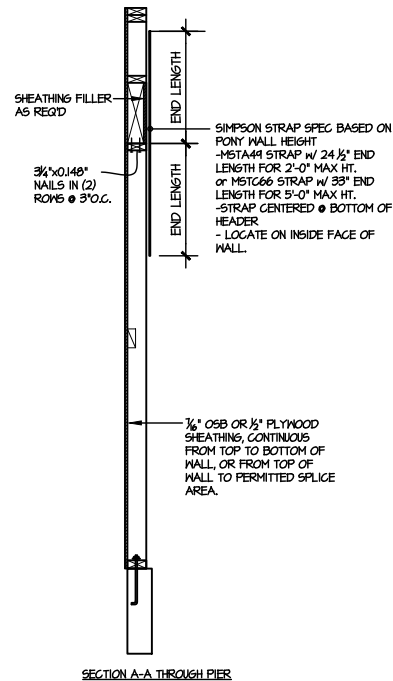 END LENGTH
SHEATHING FILLER
AS REQ'D
SIMPSON STRAP SPEC BASED ON
PONY WALL HEIGHT
-MSTA49 STRAP W/ 24 ½" END
LENGTH FOR 2'-0" MAX HT.
or MSTC66 STRAP W/ 33" END
LENGTH FOR 5'-0" MAX HT.
-STRAP CENTERED @ BOTTOM OF
HEADER
- LOCATE ON INSIDE FACE OF
WALL.
3¼"x0.148"
NAILS IN (2)
ROWS @ 3"O.C.
END LENGTH
7/16" OSB OR ½" PLYWOOD
SHEATHING, CONTINUOUS
FROM TOP TO BOTTOM OF
WALL, OR FROM TOP OF
WALL TO PERMITTED SPLICE
AREA.
SECTION A-A THROUGH PIER